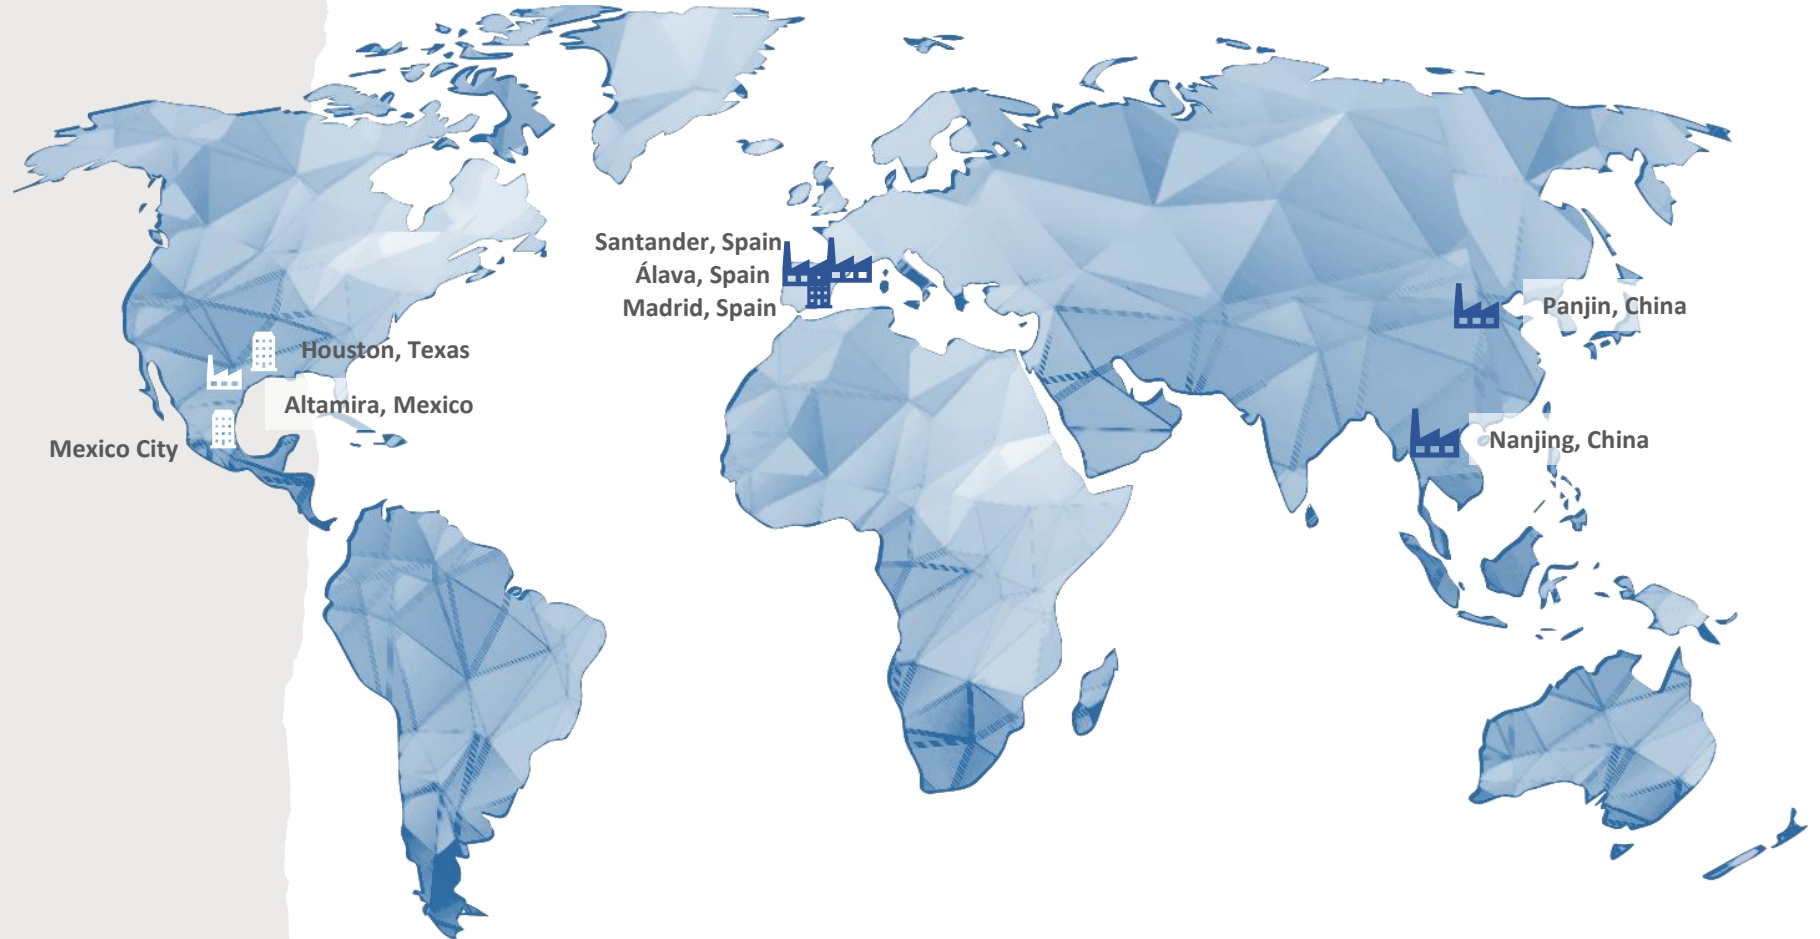 Santander, Spain
Álava, Spain
Madrid, Spain
Houston, Texas
Altamira, Mexico
Mexico City
Panjin, China
Nanjing, China